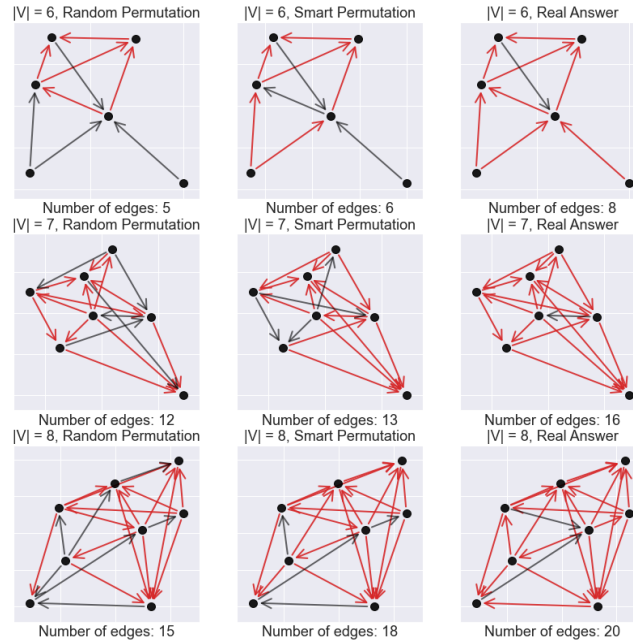 |V| = 6, Random Permutation
|V| = 6, Smart Permutation
|V| = 6, Real Answer
Number of edges: 5
Number of edges: 6
Number of edges: 8
|V| = 7, Random Permutation
|V| = 7, Smart Permutation
|V| = 7, Real Answer
Number of edges: 12
Number of edges: 13
Number of edges: 16
|V| = 8, Random Permutation
|V| = 8, Smart Permutation
|V| = 8, Real Answer
Number of edges: 15
Number of edges: 18
Number of edges: 20